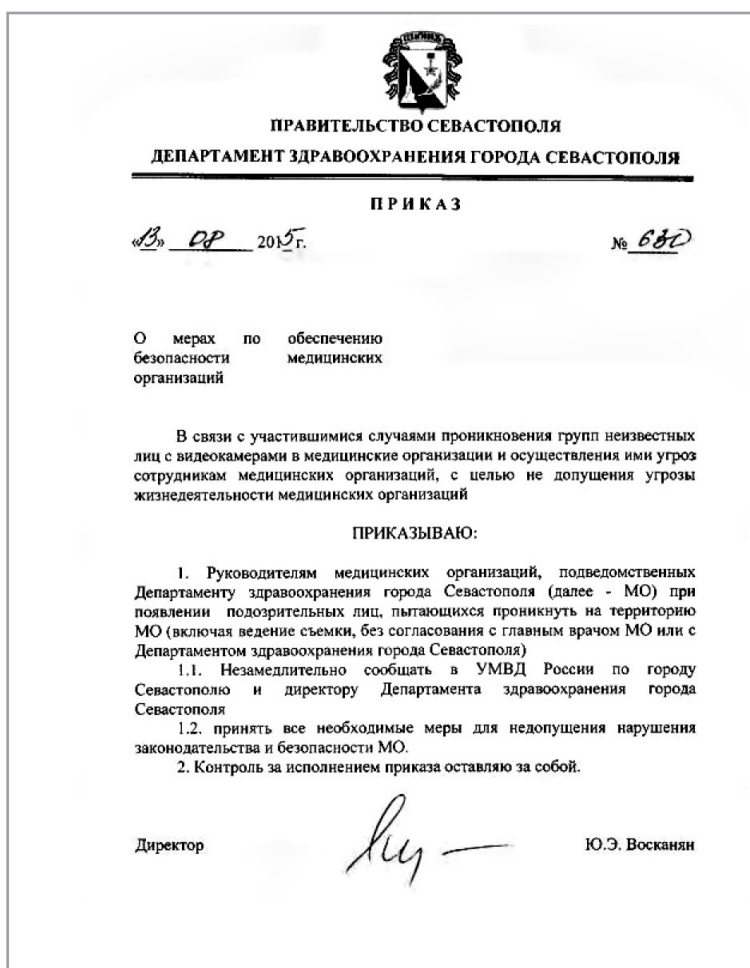 ПРАВИТЕЛЬСТВО СЕВАСТОПОЛЯ
ДЕПАРТАМЕНТ ЗДРАВООХРАНЕНИЯ ГОРОДА СЕВАСТОПОЛЯ
ПРИКАЗ
«13» 08 2015 г. № 630
О мерах по обеспечению
безопасности медицинских
организаций
В связи с участившимися случаями проникновения групп неизвестных
лиц с видеокамерами в медицинские организации и осуществления ими угроз
сотрудникам медицинских организаций, с целью не допущения угрозы
жизнедеятельности медицинских организаций
ПРИКАЗЫВАЮ:
1. Руководителям медицинских организаций, подведомственных
Департаменту здравоохранения города Севастополя (далее - МО) при
появлении подозрительных лиц, пытающихся проникнуть на территорию
МО (включая ведение съемки, без согласования с главным врачом МО или с
Департаментом здравоохранения города Севастополя)
1.1. Незамедлительно сообщать в УМВД России по городу
Севастополю и директору Департамента здравоохранения города
Севастополя
1.2. принять все необходимые меры для недопущения нарушения
законодательства и безопасности МО.
2. Контроль за исполнением приказа оставляю за собой.
Директор Ю.Э. Восканян